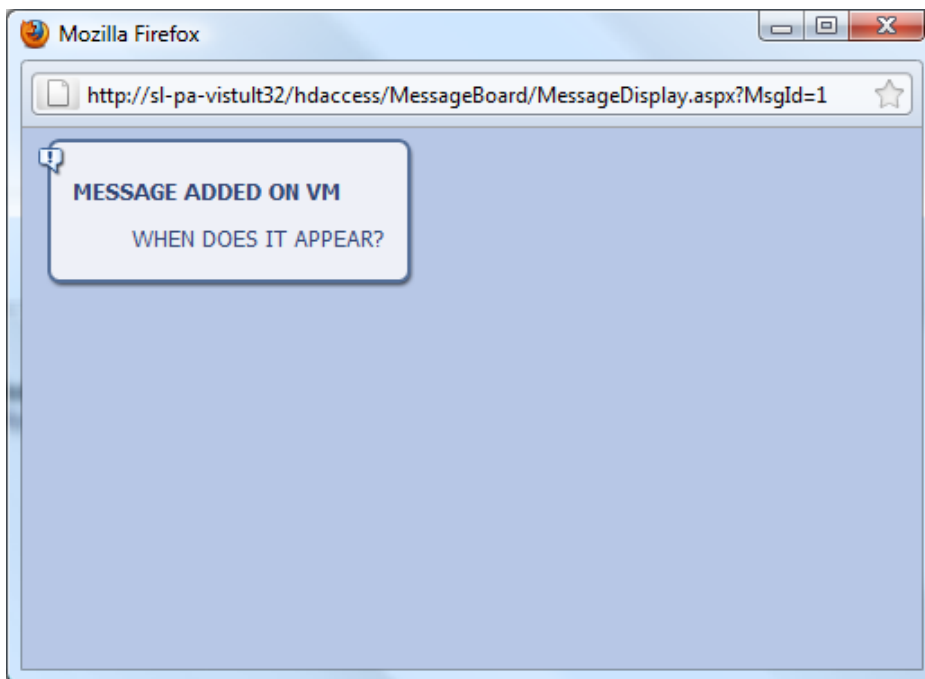 Mozilla Firefox
http://sl-pa-vistult32/hdaccess/MessageBoard/MessageDisplay.aspx?MsgId=1
MESSAGE ADDED ON VM
WHEN DOES IT APPEAR?